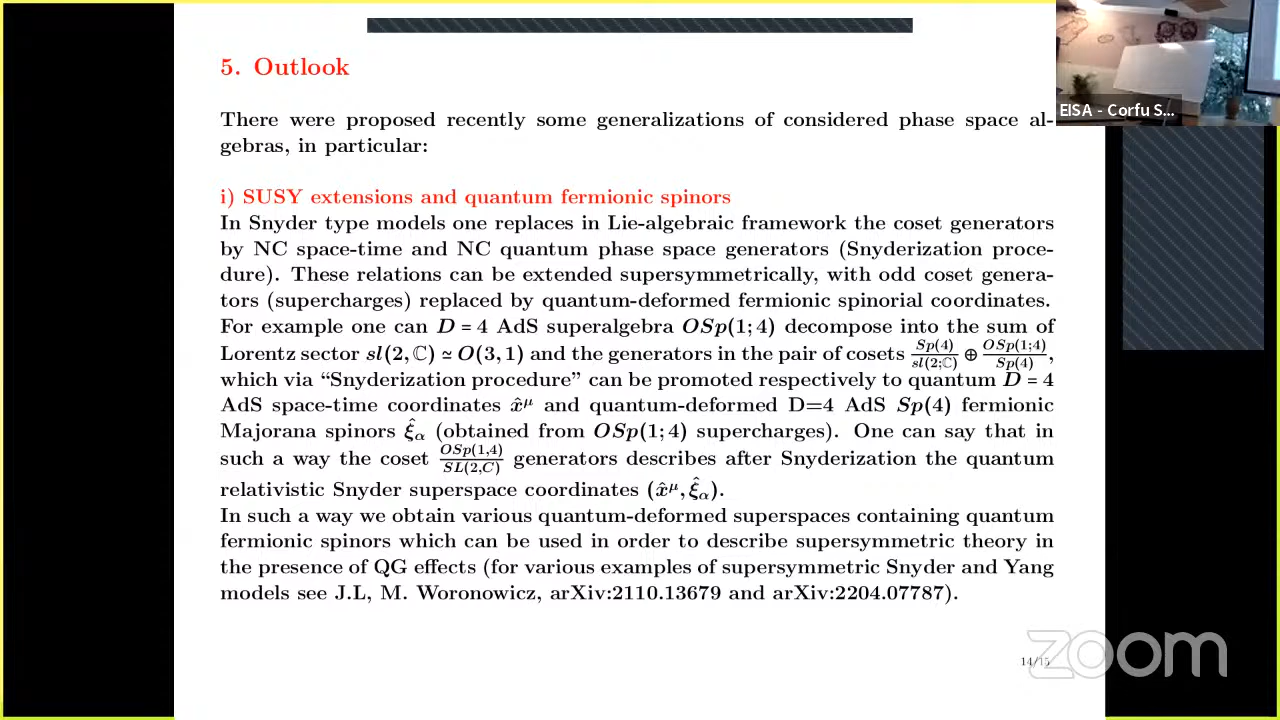 5. Outlook
There were proposed recently some generalizations of considered phase space al-
gebras, in particular:
i) SUSY extensions and quantum fermionic spinors
In Snyder type models one replaces in Lie-algebraic framework the coset generators
by NC space-time and NC quantum phase space generators (Snyderization proce-
dure). These relations can be extended supersymmetrically, with odd coset genera-
tors (supercharges) replaced by quantum-deformed fermionic spinorial coordinates.
For example one can D = 4 AdS superalgebra OSp(1; 4) decompose into the sum of
Lorentz sector sl(2, ℂ) ≃ O(3, 1) and the generators in the pair of cosets Sp(4)/sl(2;ℂ) ⊕ OSp(1;4)/Sp(4),
which via “Snyderization procedure” can be promoted respectively to quantum D = 4
AdS space-time coordinates x̂^μ and quantum-deformed D=4 AdS Sp(4) fermionic
Majorana spinors ξ̂_α (obtained from OSp(1; 4) supercharges). One can say that in
such a way the coset OSp(1,4)/SL(2,C) generators describes after Snyderization the quantum
relativistic Snyder superspace coordinates (x̂^μ, ξ̂_α).
In such a way we obtain various quantum-deformed superspaces containing quantum
fermionic spinors which can be used in order to describe supersymmetric theory in
the presence of QG effects (for various examples of supersymmetric Snyder and Yang
models see J.L, M. Woronowicz, arXiv:2110.13679 and arXiv:2204.07787).
14/15
EISA - Corfu S...
zoom